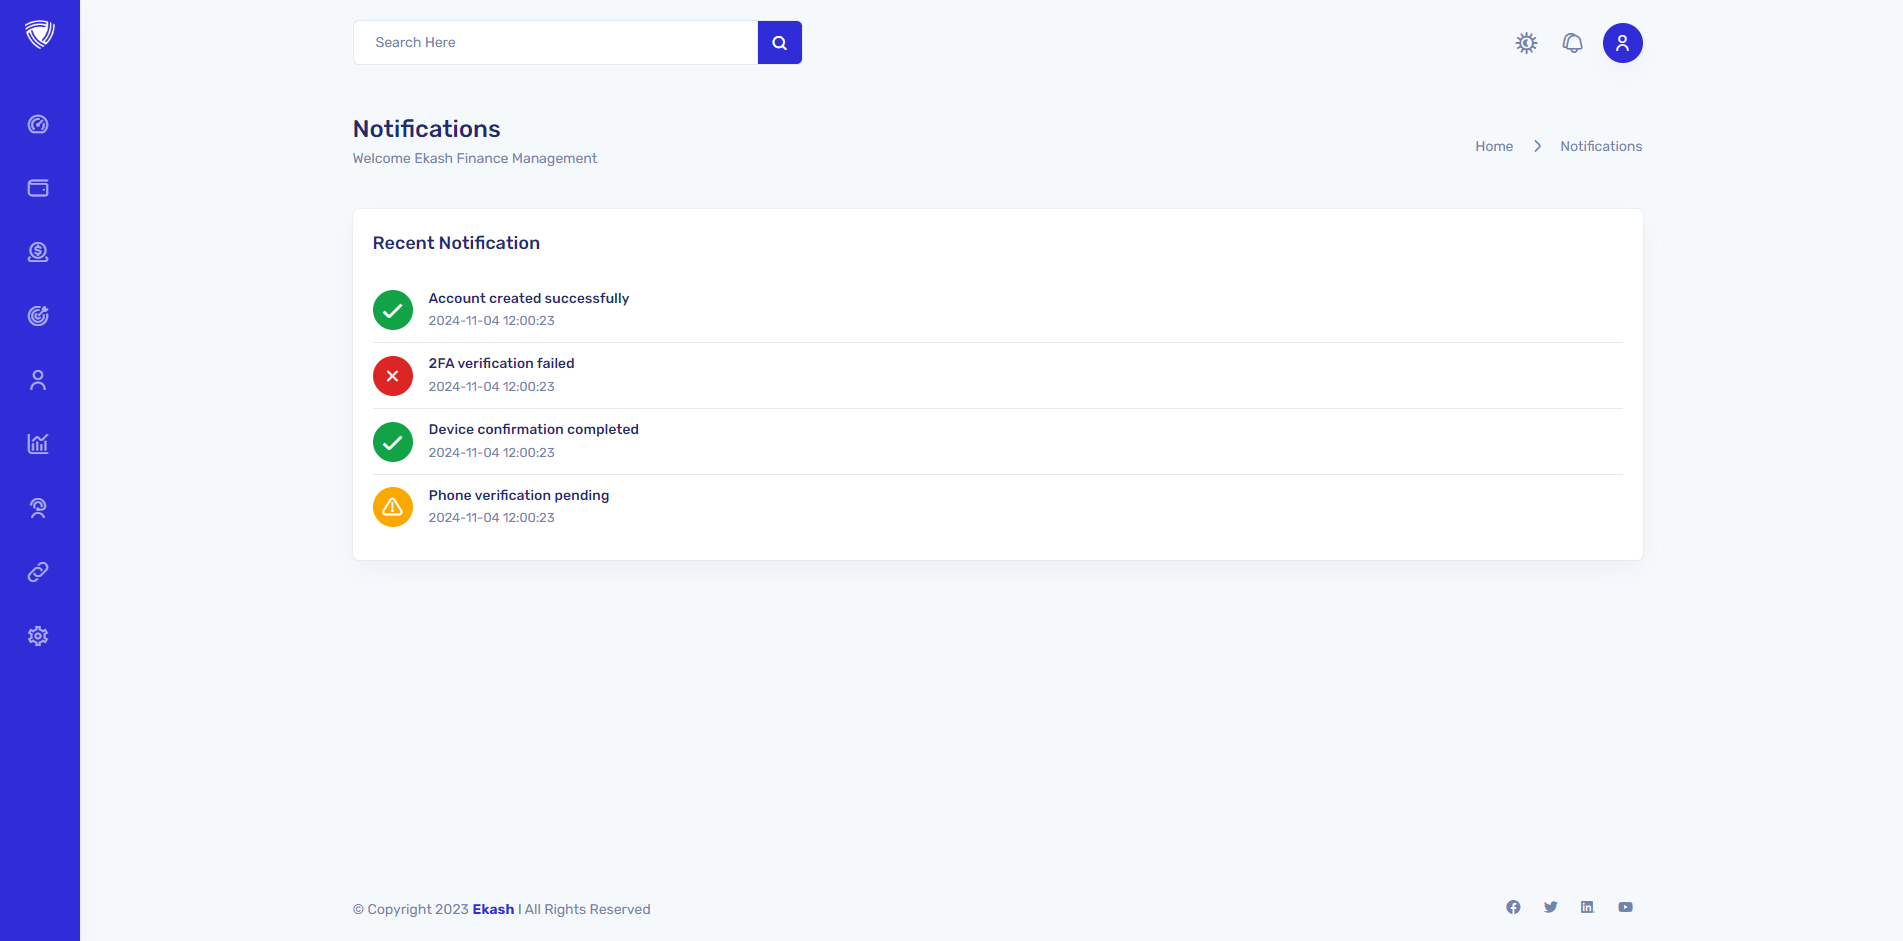 Search Here
Notifications
Welcome Ekash Finance Management
Home
Notifications
Recent Notification
Account created successfully
2024-11-04 12:00:23
2FA verification failed
2024-11-04 12:00:23
Device confirmation completed
2024-11-04 12:00:23
Phone verification pending
2024-11-04 12:00:23
© Copyright 2023 Ekash I All Rights Reserved